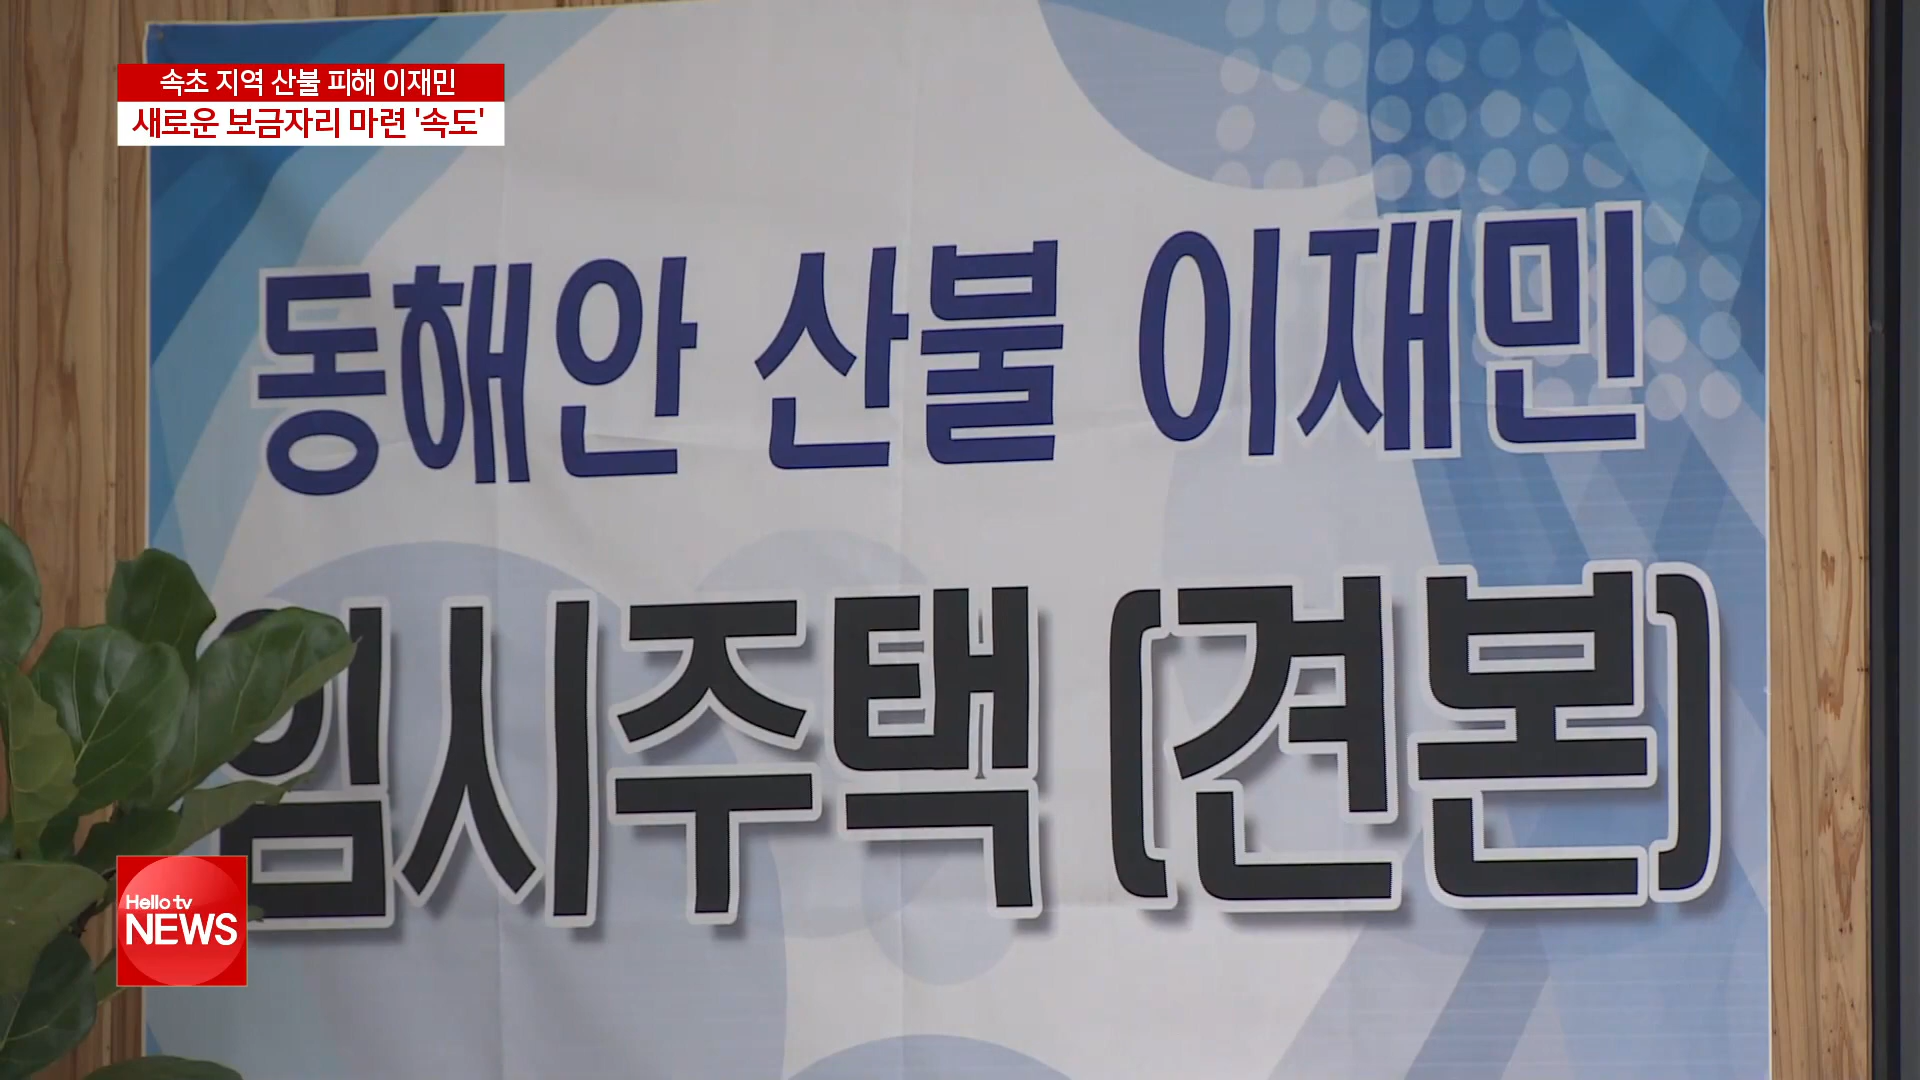 속초 지역 산불 피해 이재민
새로운 보금자리 마련 '속도'
동해안 산불 이재민
임시주택 (견본)
Hello tv
NEWS